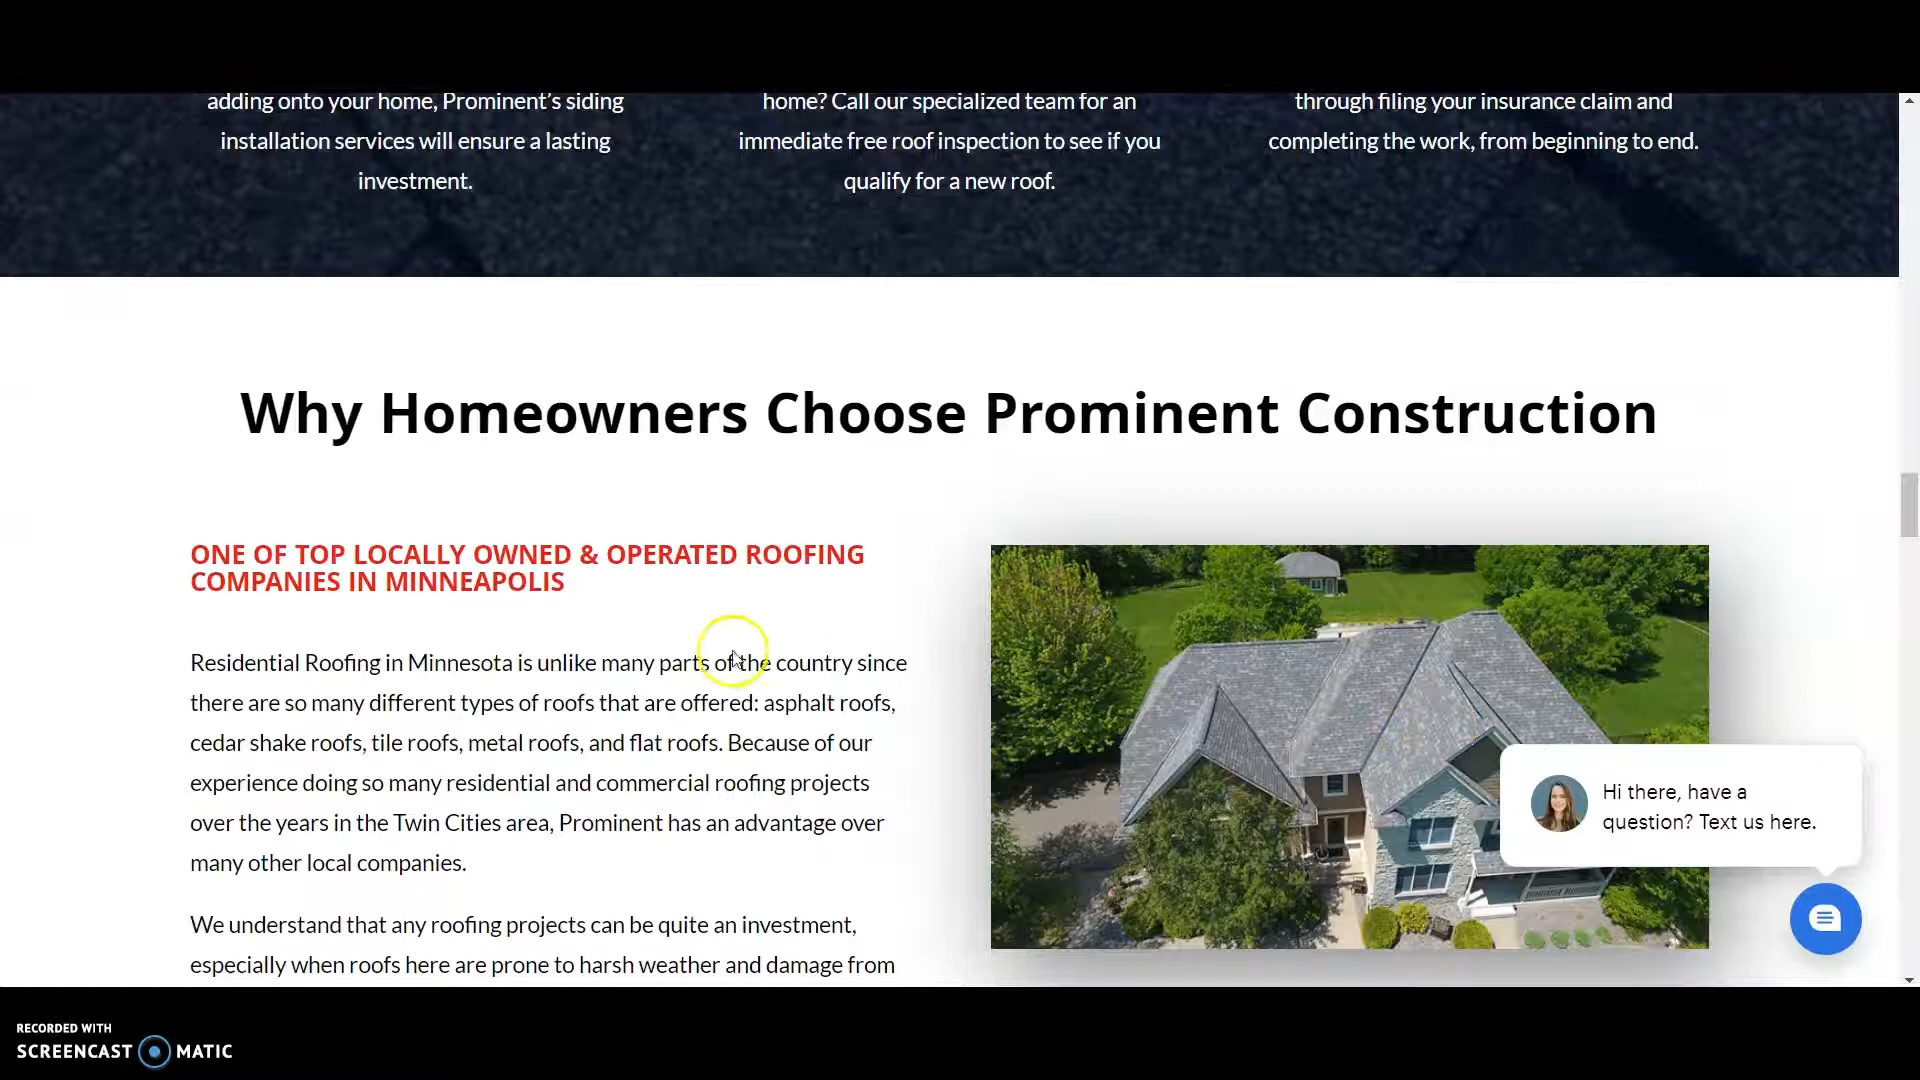 adding onto your home, Prominent's siding
installation services will ensure a lasting
investment.
home? Call our specialized team for an
immediate free roof inspection to see if you
qualify for a new roof.
through filing your insurance claim and
completing the work, from beginning to end.
Why Homeowners Choose Prominent Construction
ONE OF TOP LOCALLY OWNED & OPERATED ROOFING
COMPANIES IN MINNEAPOLIS
Residential Roofing in Minnesota is unlike many parts of the country since
there are so many different types of roofs that are offered: asphalt roofs,
cedar shake roofs, tile roofs, metal roofs, and flat roofs. Because of our
experience doing so many residential and commercial roofing projects
over the years in the Twin Cities area, Prominent has an advantage over
many other local companies.
We understand that any roofing projects can be quite an investment,
especially when roofs here are prone to harsh weather and damage from
Hi there, have a
question? Text us here.
RECORDED WITH
SCREENCAST MATIC